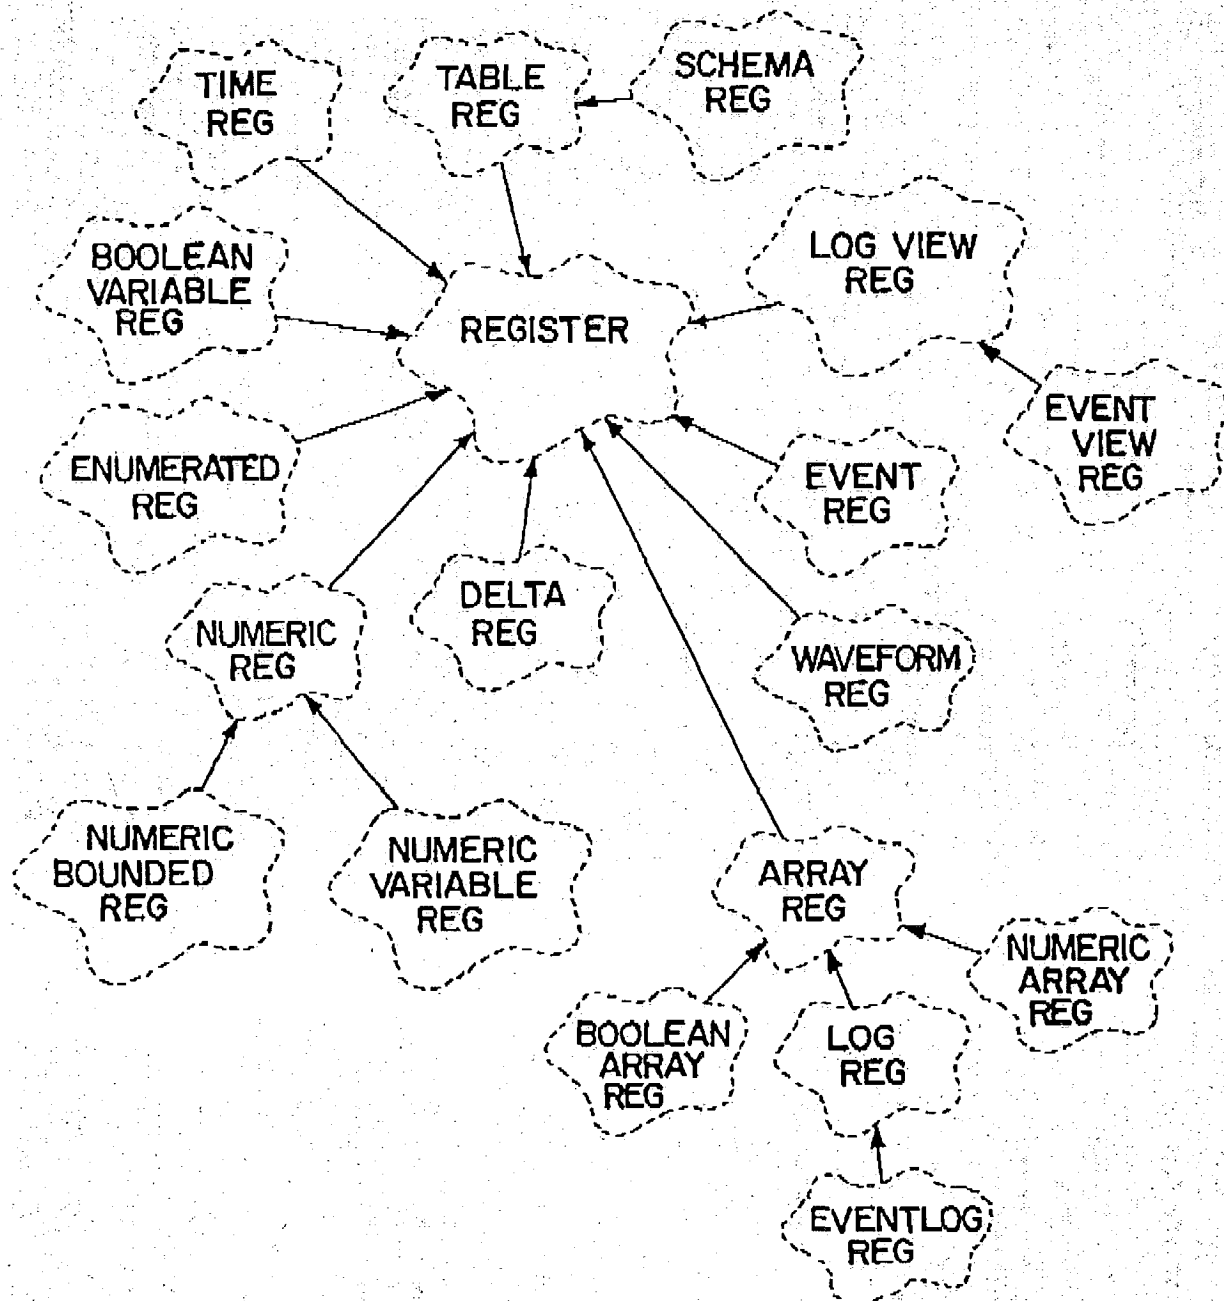 TIME
REG
TABLE
REG
SCHEMA
REG
BOOLEAN
VARIABLE
REG
REGISTER
LOG VIEW
REG
ENUMERATED
REG
EVENT
REG
EVENT
VIEW
REG
NUMERIC
REG
DELTA
REG
WAVEFORM
REG
NUMERIC
BOUNDED
REG
NUMERIC
VARIABLE
REG
ARRAY
REG
BOOLEAN
ARRAY
REG
LOG
REG
NUMERIC
ARRAY
REG
EVENTLOG
REG